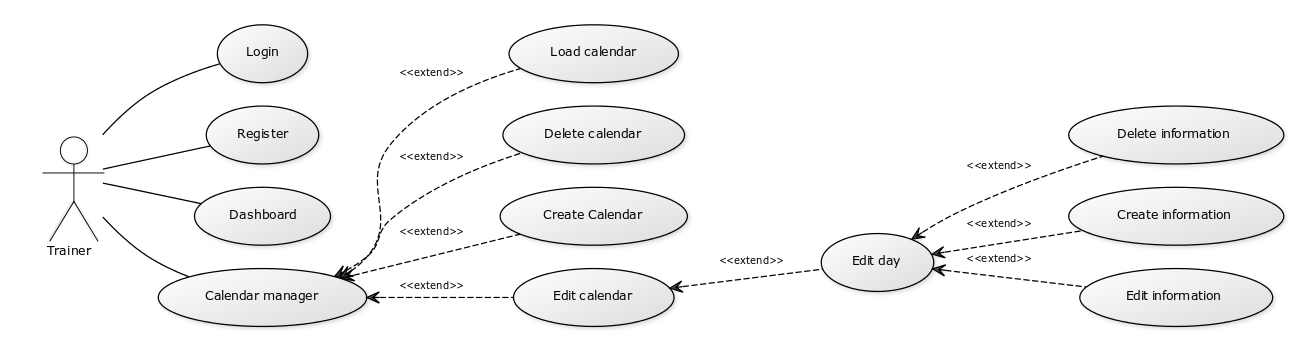 Login
Load calendar
<<extend>>
Register
Delete calendar
Delete information
<<extend>>
<<extend>>
Dashboard
Create Calendar
Create information
<<extend>>
<<extend>>
Trainer
Edit day
<<extend>>
<<extend>>
<<extend>>
Calendar manager
Edit calendar
Edit information